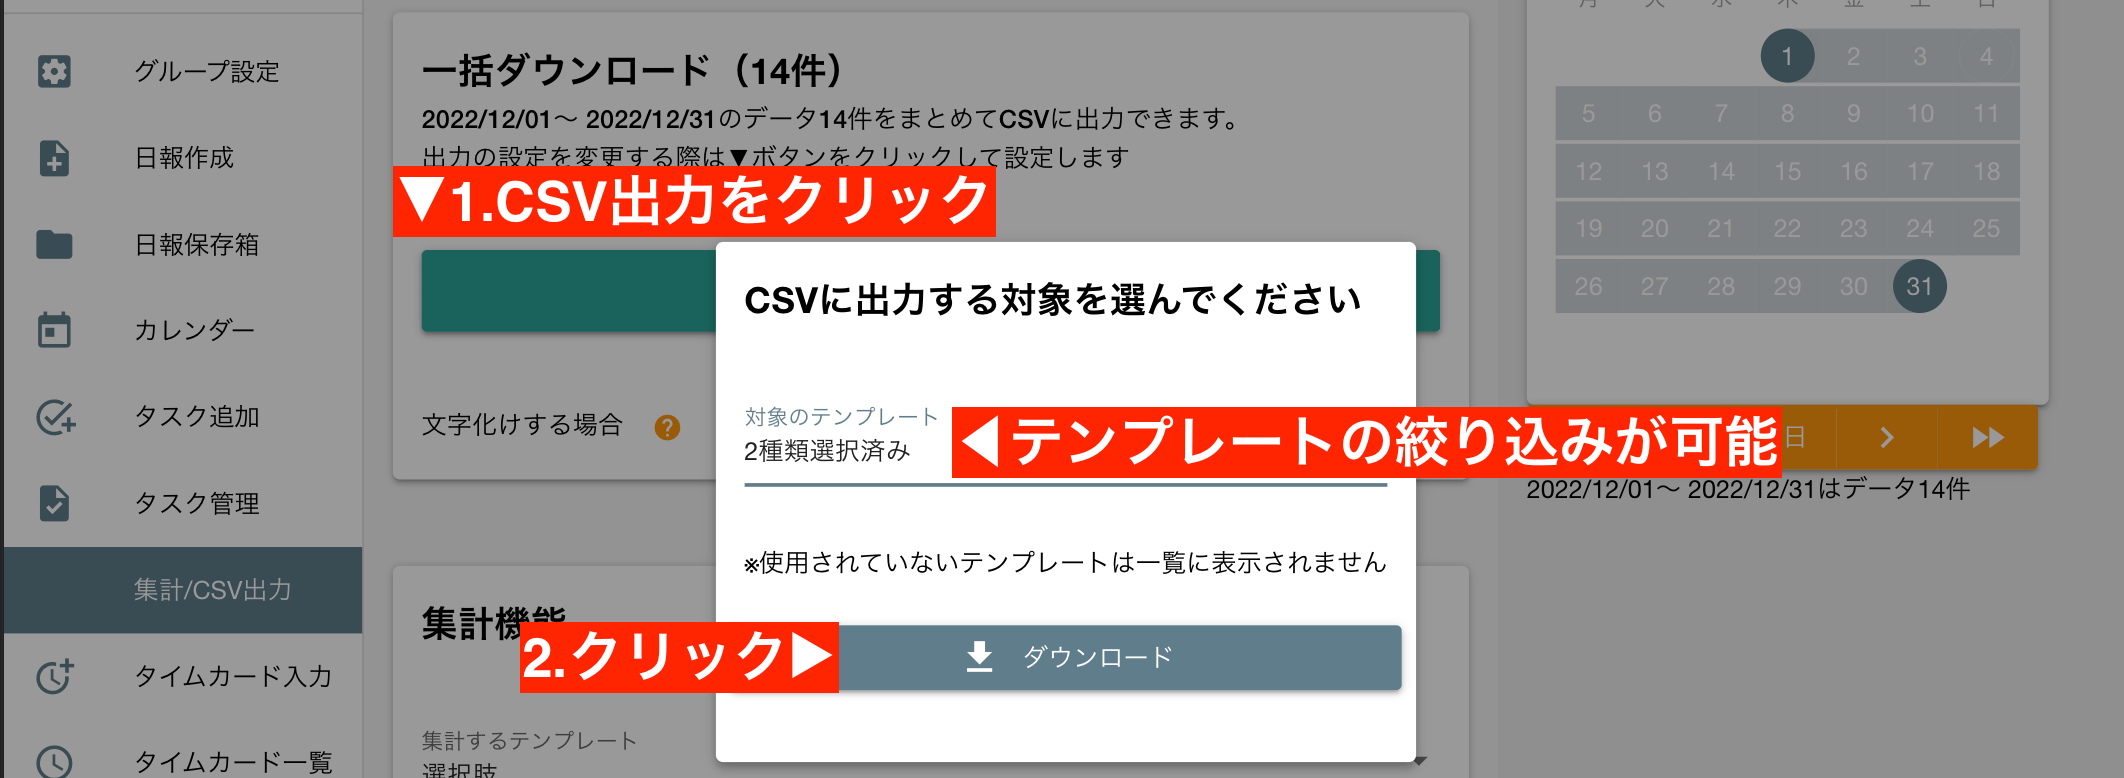 グループ設定
日報作成
日報保存箱
カレンダー
タスク追加
タスク管理
集計/CSV出力
タイムカード入力
タイムカード一覧
一括ダウンロード（14件）
2022/12/01〜 2022/12/31のデータ14件をまとめてCSVに出力できます。
出力の設定を変更する際は▼ボタンをクリックして設定します
▼1.CSV出力をクリック
文字化けする場合 ?
CSVに出力する対象を選んでください
対象のテンプレート
2種類選択済み
◀テンプレートの絞り込みが可能
※使用されていないテンプレートは一覧に表示されません
2.クリック▶
ダウンロード
集計機能
集計するテンプレート
選択時
月 火 水 木 金 土 日
1 2 3 4
5 6 7 8 9 10 11
12 13 14 15 16 17 18
19 20 21 22 23 24 25
26 27 28 29 30 31
日
2022/12/01〜 2022/12/31はデータ14件